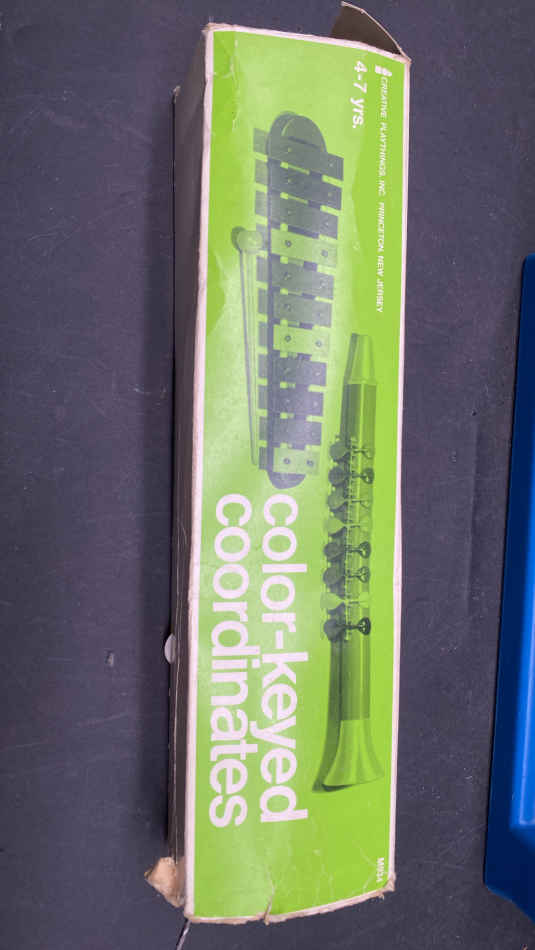 CREATIVE PLAYTHINGS, INC. PRINCETON, NEW JERSEY
4-7 yrs.
color-keyed
coordinates